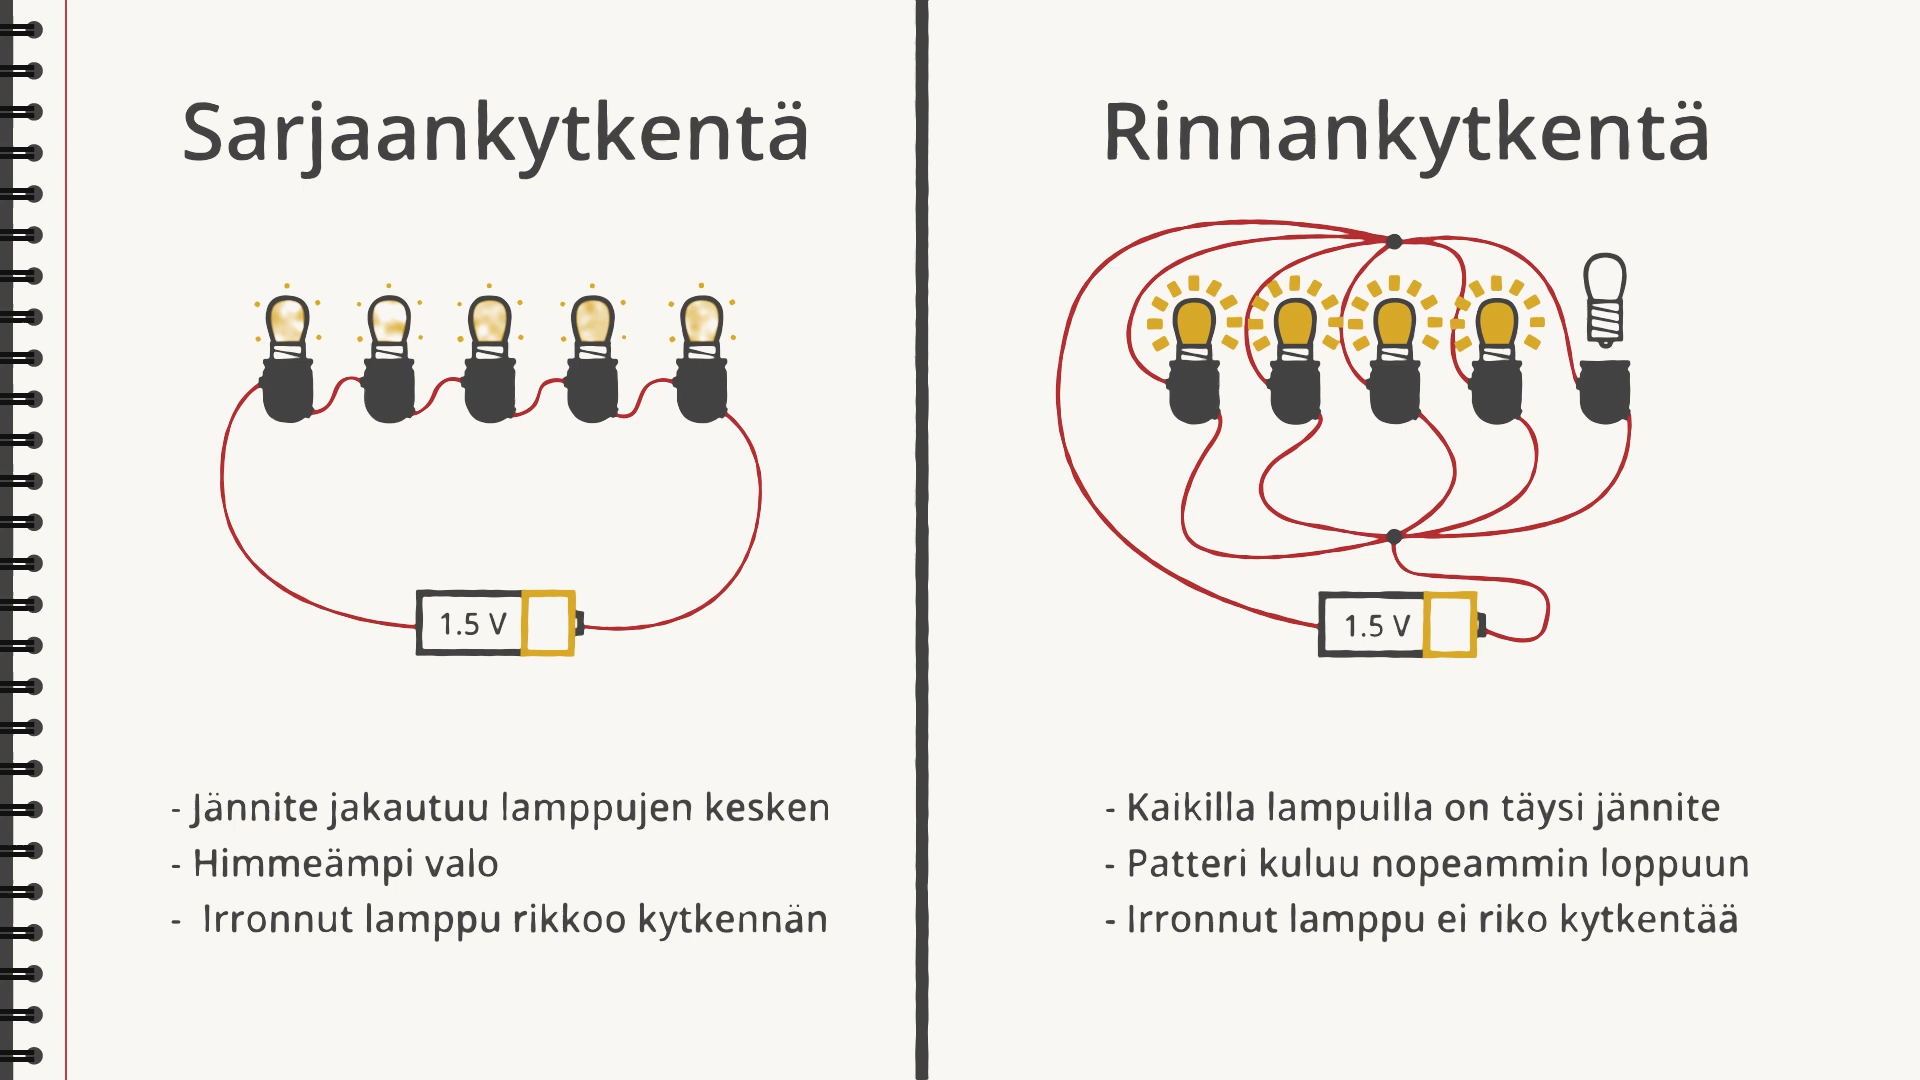 Sarjaankytkentä
1.5 V
- Jännite jakautuu lamppujen kesken
- Himmeämpi valo
- Irronnut lamppu rikkoo kytkennän
Rinnankytkentä
1.5 V
- Kaikilla lampuilla on täysi jännite
- Patteri kuluu nopeammin loppuun
- Irronnut lamppu ei riko kytkentää